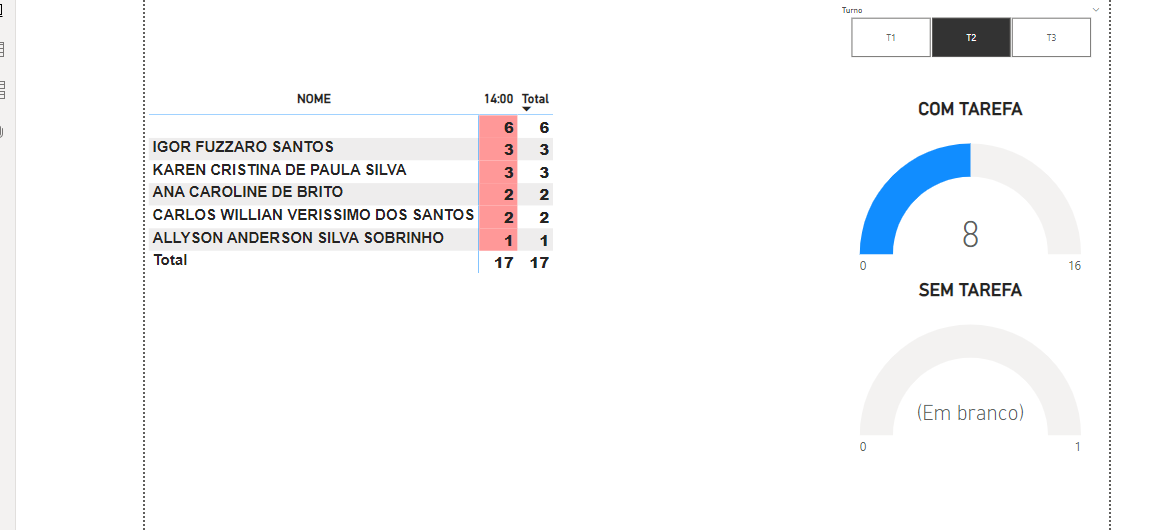 Turno
T1 T2 T3
NOME 14:00 Total
6 6
IGOR FUZZARO SANTOS 3 3
KAREN CRISTINA DE PAULA SILVA 3 3
ANA CAROLINE DE BRITO 2 2
CARLOS WILLIAN VERISSIMO DOS SANTOS 2 2
ALLYSON ANDERSON SILVA SOBRINHO 1 1
Total 17 17
COM TAREFA
8
0 16
SEM TAREFA
(Em branco)
0 1